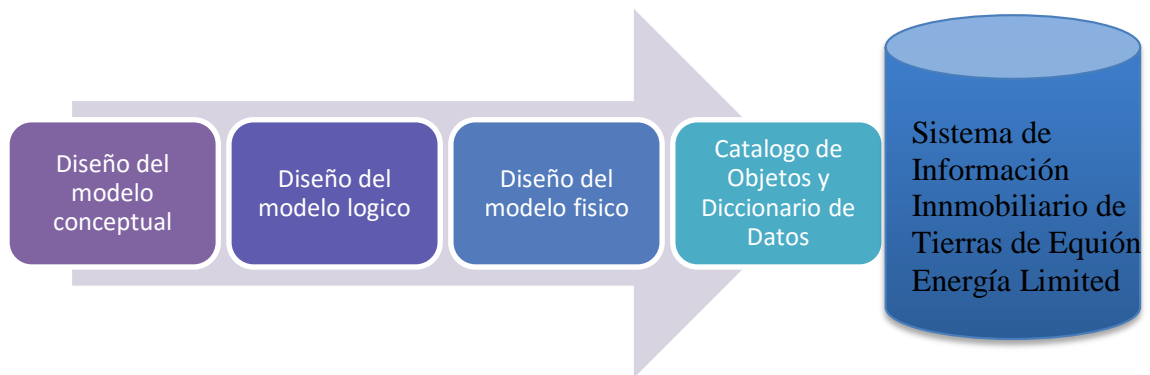 Diseño del
modelo
conceptual
Diseño del
modelo logico
Diseño del
modelo fisico
Catalogo de
Objetos y
Diccionario de
Datos
Sistema de
Información
Innmobiliario de
Tierras de Equión
Energía Limited